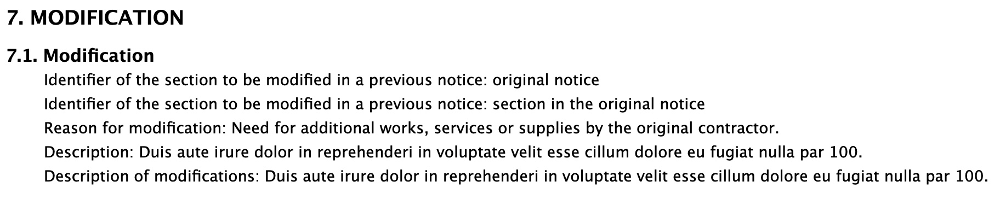 7. MODIFICATION
7.1. Modification
Identifier of the section to be modified in a previous notice: original notice
Identifier of the section to be modified in a previous notice: section in the original notice
Reason for modification: Need for additional works, services or supplies by the original contractor.
Description: Duis aute irure dolor in reprehenderi in voluptate velit esse cillum dolore eu fugiat nulla par 100.
Description of modifications: Duis aute irure dolor in reprehenderi in voluptate velit esse cillum dolore eu fugiat nulla par 100.